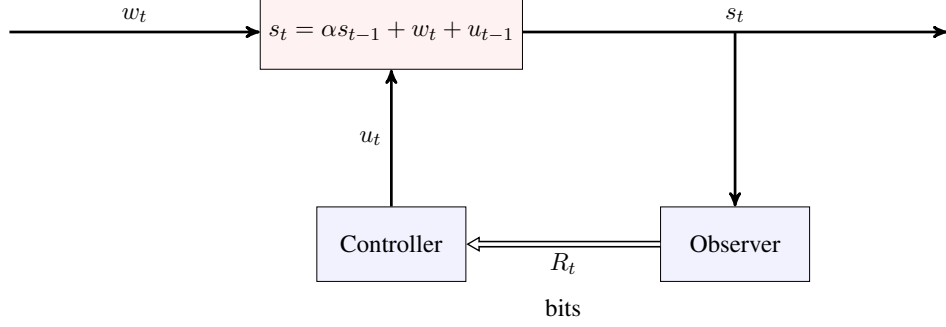 w_t
s_t = αs_{t-1} + w_t + u_{t-1}
s_t
u_t
Controller
Observer
R_t
bits